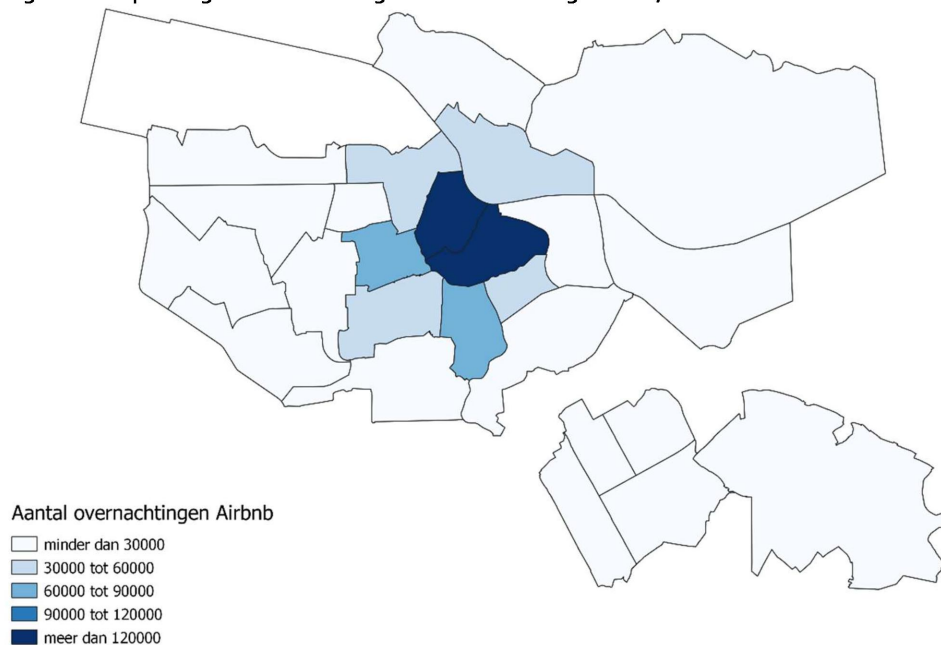 Aantal overnachtingen Airbnb
minder dan 30000
30000 tot 60000
60000 tot 90000
90000 tot 120000
meer dan 120000